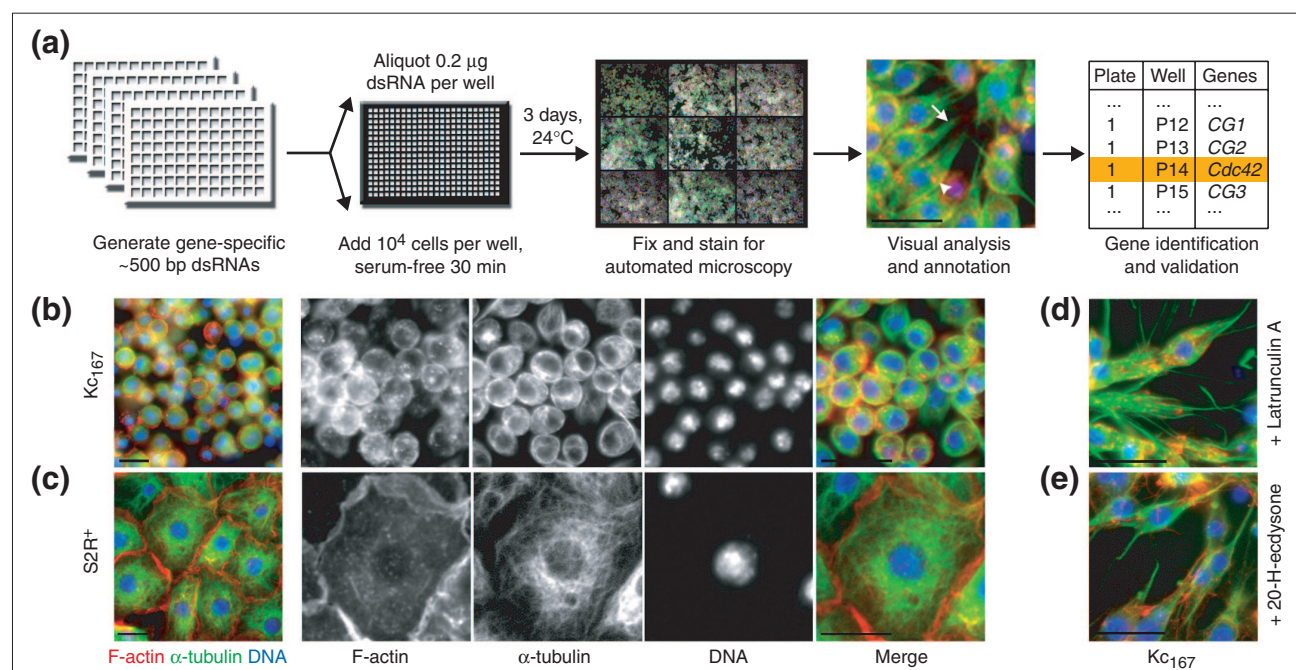 (a)
Aliquot 0.2 µg
dsRNA per well
3 days,
24°C
Generate gene-specific
~500 bp dsRNAs
Add 10⁴ cells per well,
serum-free 30 min
Fix and stain for
automated microscopy
Visual analysis
and annotation
Plate Well Genes
... ... ...
1 P12 CG1
1 P13 CG2
1 P14 Cdc42
1 P15 CG3
... ... ...
Gene identification
and validation
(b)
Kc₁₆₇
(c)
S2R⁺
F-actin α-tubulin DNA
F-actin
α-tubulin
DNA
Merge
(d)
+ Latrunculin A
(e)
+ 20-H-ecdysone
Kc₁₆₇